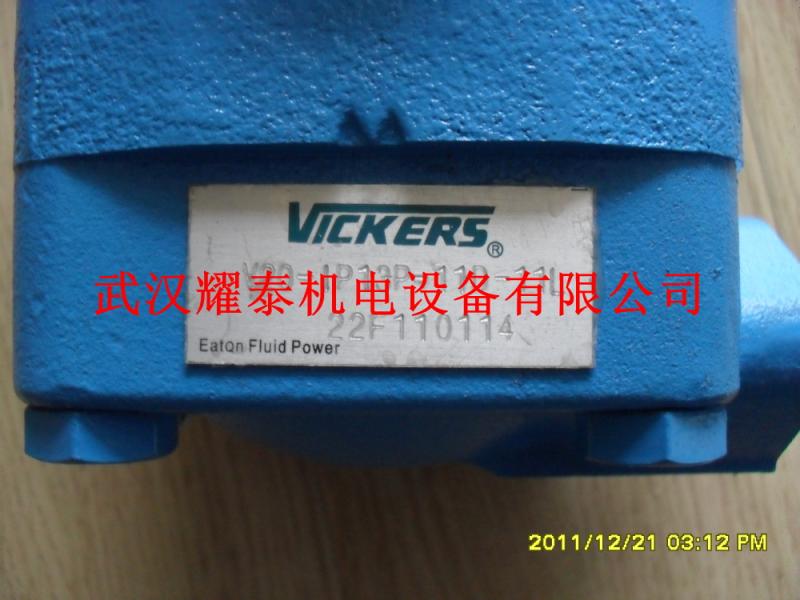 VICKERS®
武汉耀泰机电设备有限公司
22F110114
Eaton Fluid Power
2011/12/21 03:12 PM